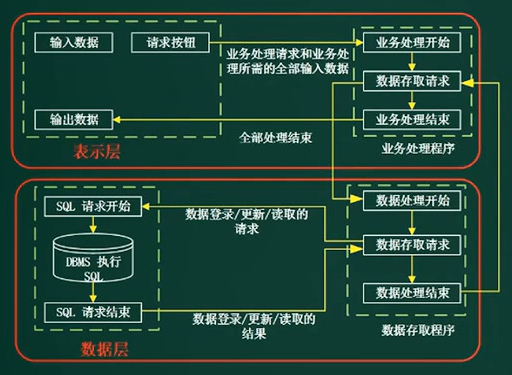 输入数据
请求按钮
业务处理请求和业务处
理所需的全部输入数据
业务处理开始
数据存取请求
输出数据
全部处理结束
业务处理结束
表示层
业务处理程序
SQL 请求开始
数据登录/更新/读取的
请求
数据处理开始
DBMS 执行
SQL
数据存取请求
SQL 请求结束
数据登录/更新/读取的
结果
数据处理结束
数据层
数据存取程序